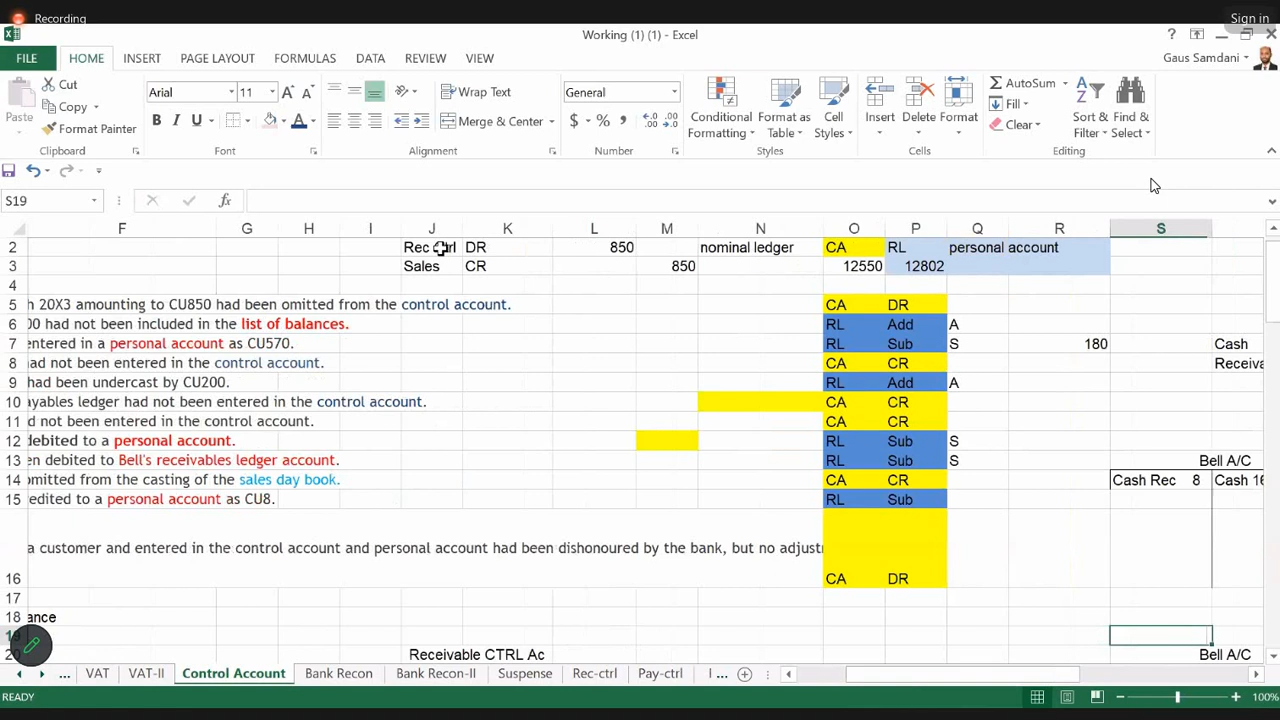 Recording
Sign in
Working (1) (1) - Excel
FILE HOME INSERT PAGE LAYOUT FORMULAS DATA REVIEW VIEW
Gaus Samdani
Paste
Cut
Copy
Format Painter
Clipboard
Arial 11
B I U
Font
Wrap Text
Merge & Center
Alignment
General
$ %
Number
Conditional Formatting
Format as Table
Cell Styles
Styles
Insert Delete Format
Cells
AutoSum
Fill
Clear
Sort & Filter
Find & Select
Editing
S19
fx
F G H I J K L M N O P Q R S
2 Rec DR 850 nominal ledger CA RL personal account
3 Sales CR 850 12550 12802
4
5 20X3 amounting to CU850 had been omitted from the control account. CA DR
6 00 had not been included in the list of balances. RL Add A
7 entered in a personal account as CU570. RL Sub S 180 Cash
8 had not been entered in the control account. CA CR Receiva
9 had been undercast by CU200. RL Add A
10 payables ledger had not been entered in the control account. CA CR
11 d not been entered in the control account. CA CR
12 debited to a personal account. RL Sub S
13 en debited to Bell's receivables ledger account. RL Sub S Bell A/C
14 omitted from the casting of the sales day book. CA CR Cash Rec 8 Cash 16
15 edited to a personal account as CU8. RL Sub
a customer and entered in the control account and personal account had been dishonoured by the bank, but no adjustr
16 CA DR
17
18 ance
19
20 Receivable CTRL Ac Bell A/C
... VAT VAT-II Control Account Bank Recon Bank Recon-II Suspense Rec-ctrl Pay-ctrl I ...
READY
100%